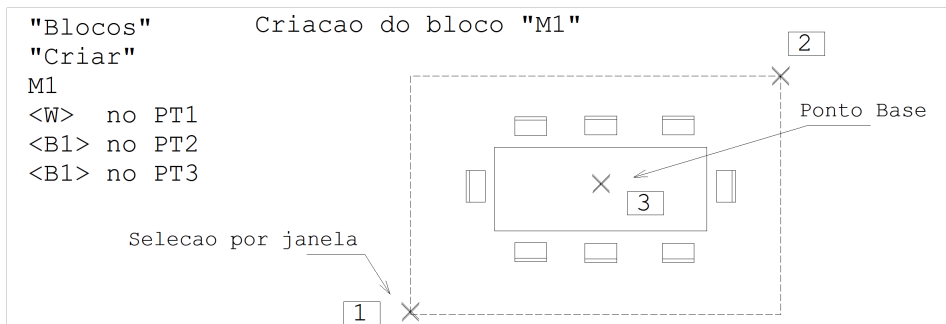 "Blocos"
"Criar"
M1
<W> no PT1
<B1> no PT2
<B1> no PT3
Criacao do bloco "M1"
2
Ponto Base
3
Selecao por janela
1